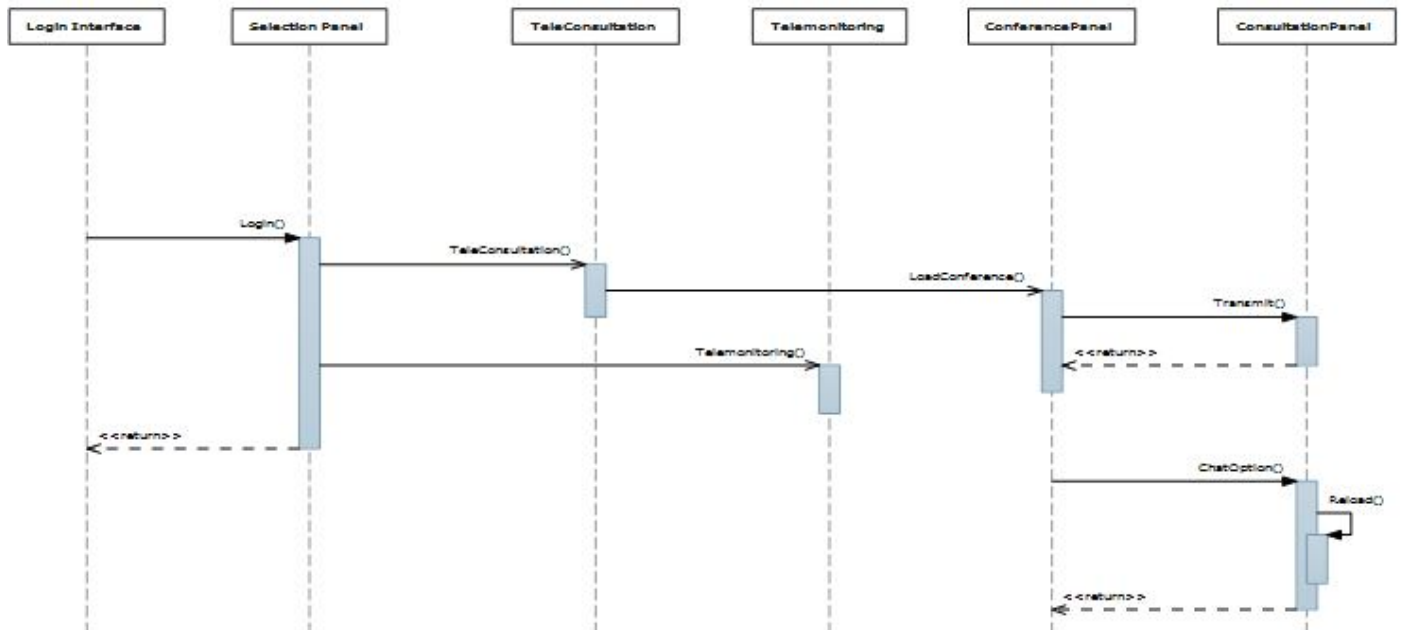 Login Interface
Selection Panel
TeleConsultation
Telemonitoring
ConferencePanel
ConsultationPanel
Login()
TeleConsultation()
LoadConference()
Transmit()
Telemonitoring()
<<return>>
<<return>>
ChatOption()
Reload()
<<return>>